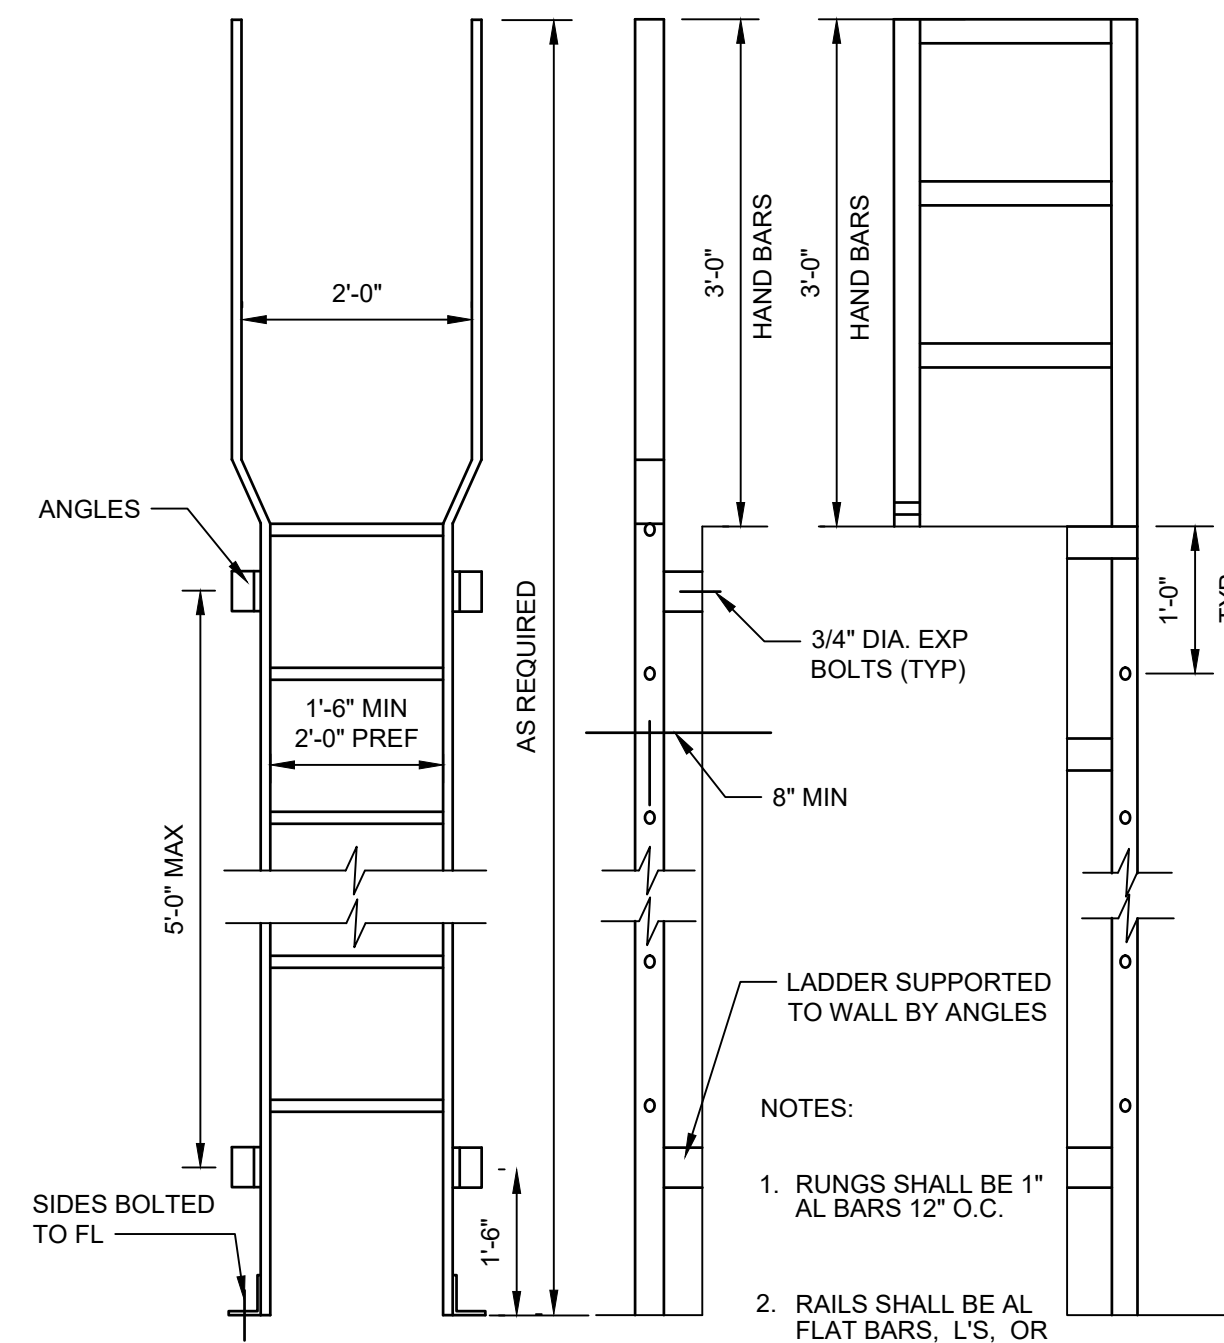 2'-0"
3'-0"
HAND BARS
3'-0"
HAND BARS
ANGLES
AS REQUIRED
1'-0"
3/4" DIA. EXP
BOLTS (TYP)
1'-6" MIN
2'-0" PREF
8" MIN
5'-0" MAX
LADDER SUPPORTED
TO WALL BY ANGLES
NOTES:
1. RUNGS SHALL BE 1"
AL BARS 12" O.C.
SIDES BOLTED
TO FL
1'-6"
2. RAILS SHALL BE AL
FLAT BARS, L'S, OR